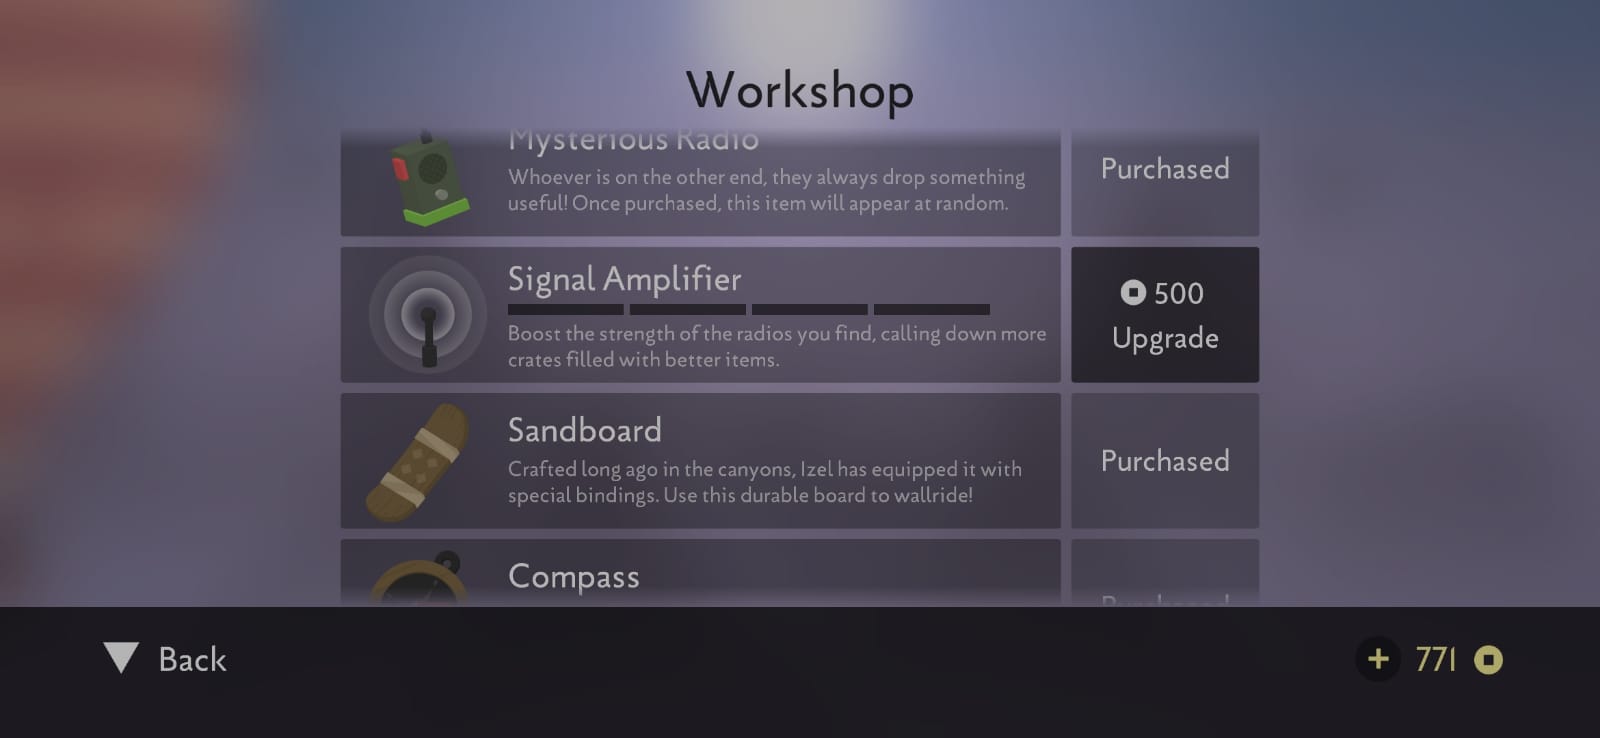 Workshop
Mysterious Radio
Whoever is on the other end, they always drop something
useful! Once purchased, this item will appear at random.
Purchased
Signal Amplifier
Boost the strength of the radios you find, calling down more
crates filled with better items.
500
Upgrade
Sandboard
Crafted long ago in the canyons, Izel has equipped it with
special bindings. Use this durable board to wallride!
Purchased
Compass
Purchased
Back
+ 771